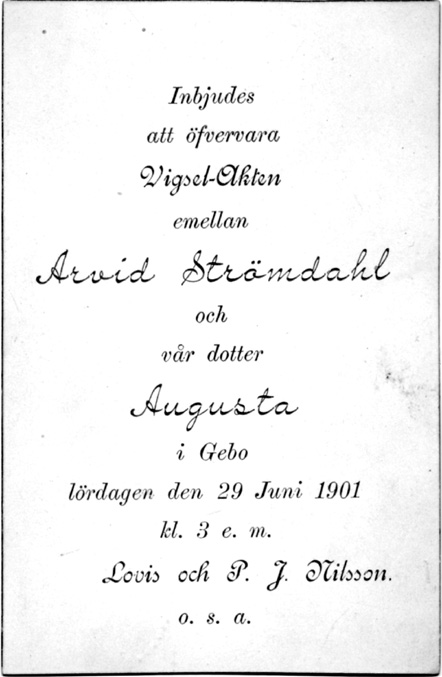 Inbjudes
att öfvervara
Vigsel-Akten
emellan
Arvid Strömdahl
och
vår dotter
Augusta
i Gebo
lördagen den 29 Juni 1901
kl. 3 e. m.
Lovis och P. J. Nilsson.
o. s. a.